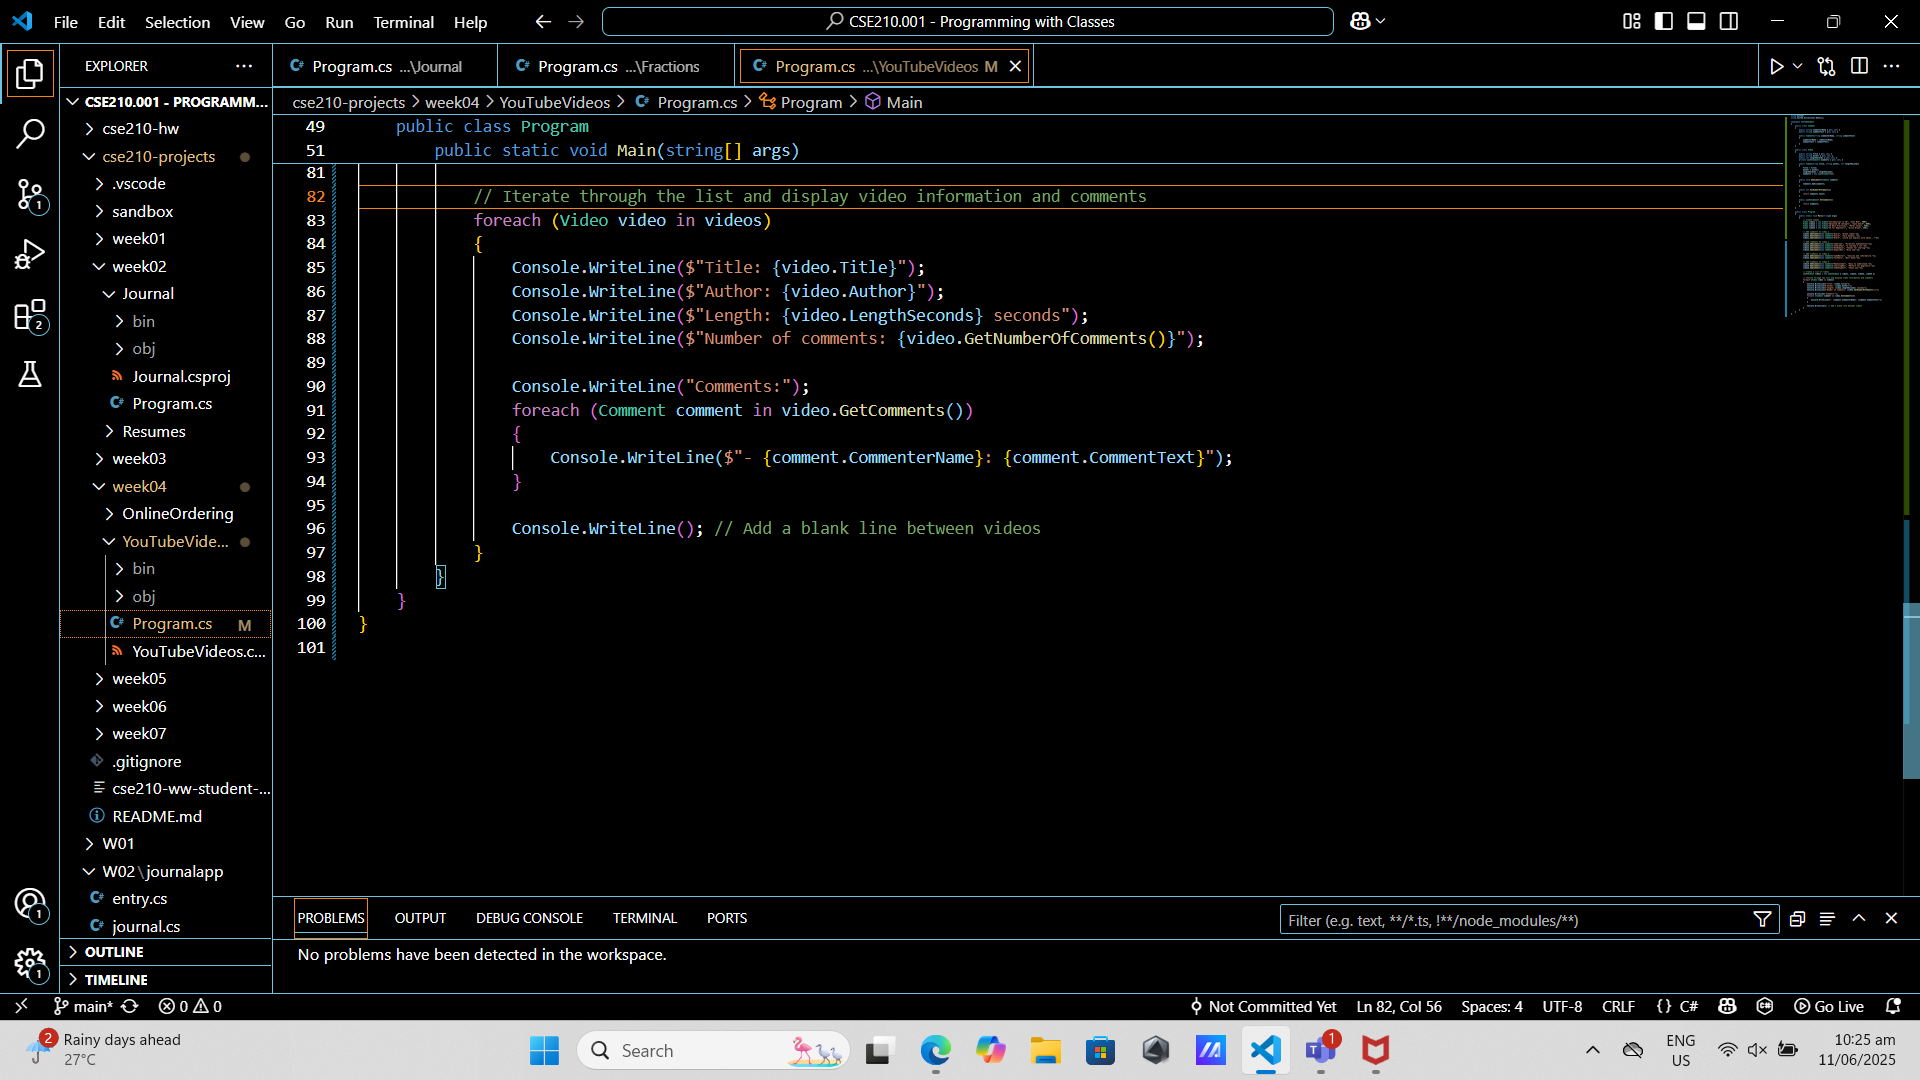 File Edit Selection View Go Run Terminal Help
CSE210.001 - Programming with Classes
EXPLORER
Program.cs ...\Journal
Program.cs ...\Fractions
Program.cs ...\YouTubeVideos M
CSE210.001 - PROGRAMM...
cse210-hw
cse210-projects
.vscode
sandbox
week01
week02
Journal
bin
obj
Journal.csproj
Program.cs
Resumes
week03
week04
OnlineOrdering
YouTubeVide...
bin
obj
Program.cs M
YouTubeVideos.c...
week05
week06
week07
.gitignore
cse210-ww-student-...
README.md
W01
W02\journalapp
entry.cs
journal.cs
OUTLINE
TIMELINE
1
2
1
1
cse210-projects > week04 > YouTubeVideos > Program.cs > Program > Main
49 public class Program
51 public static void Main(string[] args)
81
82 // Iterate through the list and display video information and comments
83 foreach (Video video in videos)
84 {
85 Console.WriteLine($"Title: {video.Title}");
86 Console.WriteLine($"Author: {video.Author}");
87 Console.WriteLine($"Length: {video.LengthSeconds} seconds");
88 Console.WriteLine($"Number of comments: {video.GetNumberOfComments()}");
89
90 Console.WriteLine("Comments:");
91 foreach (Comment comment in video.GetComments())
92 {
93 Console.WriteLine($"- {comment.CommenterName}: {comment.CommentText}");
94 }
95
96 Console.WriteLine(); // Add a blank line between videos
97 }
98 }
99 }
100 }
101
PROBLEMS OUTPUT DEBUG CONSOLE TERMINAL PORTS
Filter (e.g. text, **/*.ts, !**/node_modules/**)
No problems have been detected in the workspace.
main* 0 0
Not Committed Yet Ln 82, Col 56 Spaces: 4 UTF-8 CRLF {} C# Go Live
2
Rainy days ahead
27°C
Search
1
ENG
US
10:25 am
11/06/2025